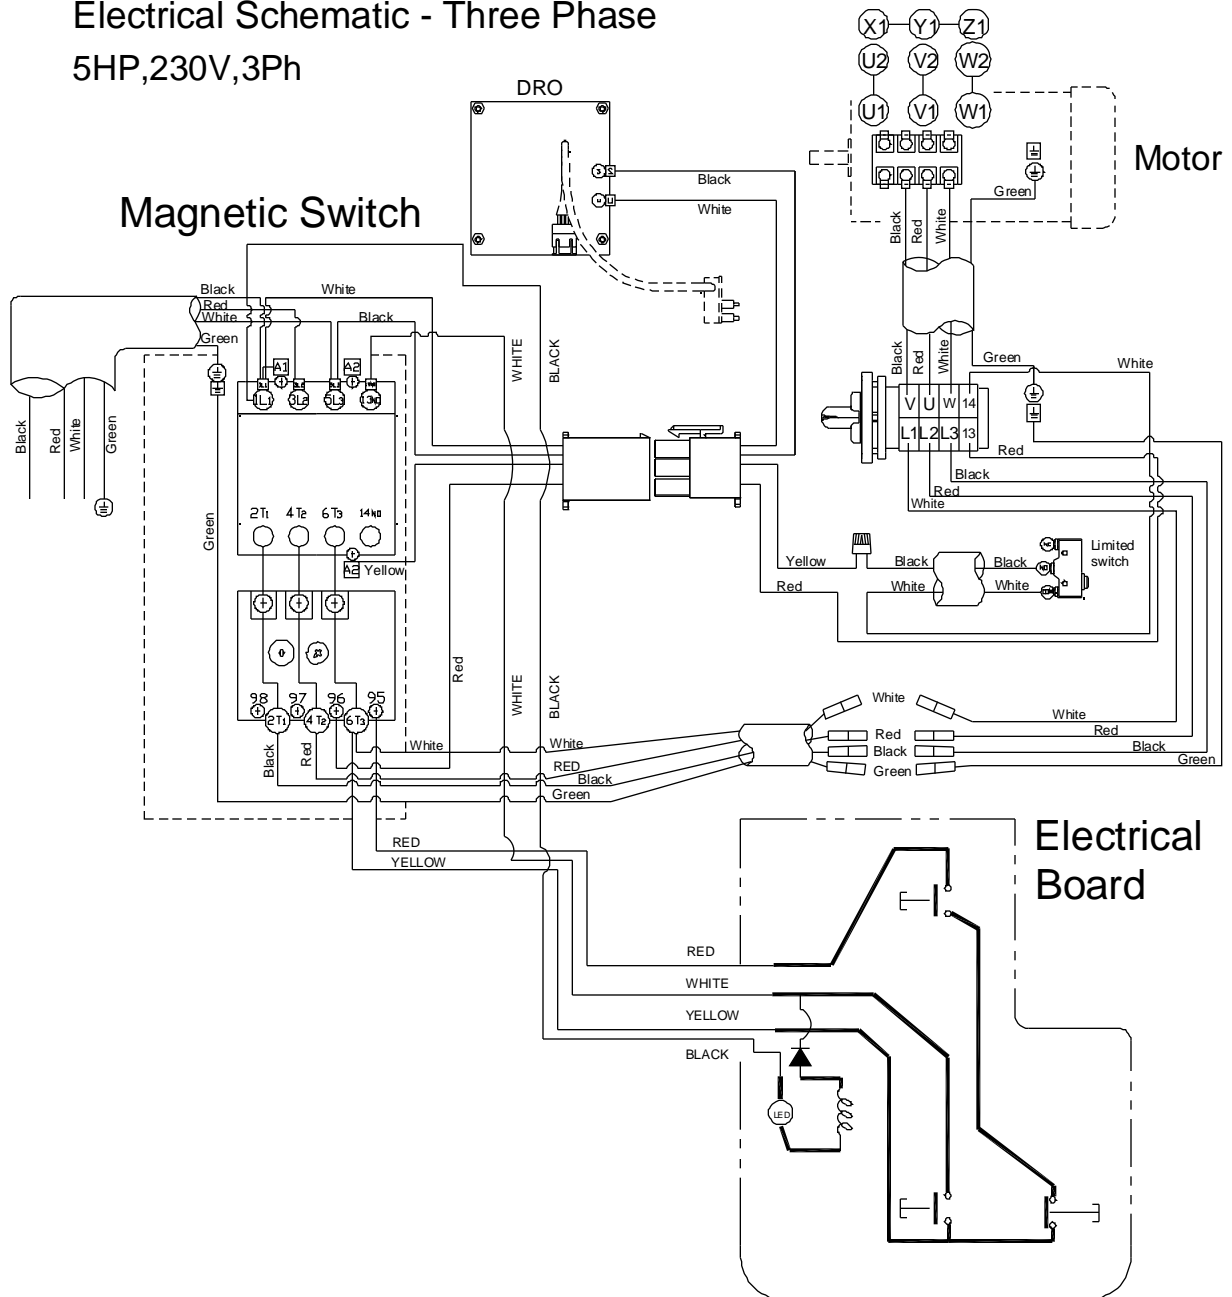 Electrical Schematic - Three Phase
5HP,230V,3Ph
X1 Y1 Z1
U2 V2 W2
U1 V1 W1
DRO
Motor
Magnetic Switch
Black
White
Green
Black
Red
White
Black
Red
White
Green
White
Black
A1
A2
1L1
3L2
5L3
13NO
WHITE
BLACK
Black
Red
White
Green
White
V U W 14
L1 L2 L3 13
Red
Black
Red
White
Black
Red
White
Green
2T1 4T2 6T3 14NO
A2 Yellow
Green
Yellow
Black
Black
NC
NO
Limited
switch
Red
White
White
Red
WHITE
BLACK
98 97 96 95
2T1 4T2 6T3
Black
Red
White
White
RED
Black
Green
White
Red
Black
Green
White
Red
Black
Green
RED
YELLOW
Electrical
Board
RED
WHITE
YELLOW
BLACK
LED